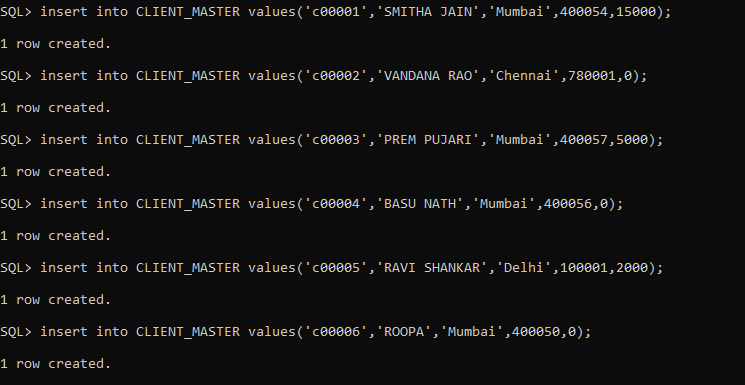 SQL> insert into CLIENT_MASTER values('c00001','SMITHA JAIN','Mumbai',400054,15000);
1 row created.
SQL> insert into CLIENT_MASTER values('c00002','VANDANA RAO','Chennai',780001,0);
1 row created.
SQL> insert into CLIENT_MASTER values('c00003','PREM PUJARI','Mumbai',400057,5000);
1 row created.
SQL> insert into CLIENT_MASTER values('c00004','BASU NATH','Mumbai',400056,0);
1 row created.
SQL> insert into CLIENT_MASTER values('c00005','RAVI SHANKAR','Delhi',100001,2000);
1 row created.
SQL> insert into CLIENT_MASTER values('c00006','ROOPA','Mumbai',400050,0);
1 row created.